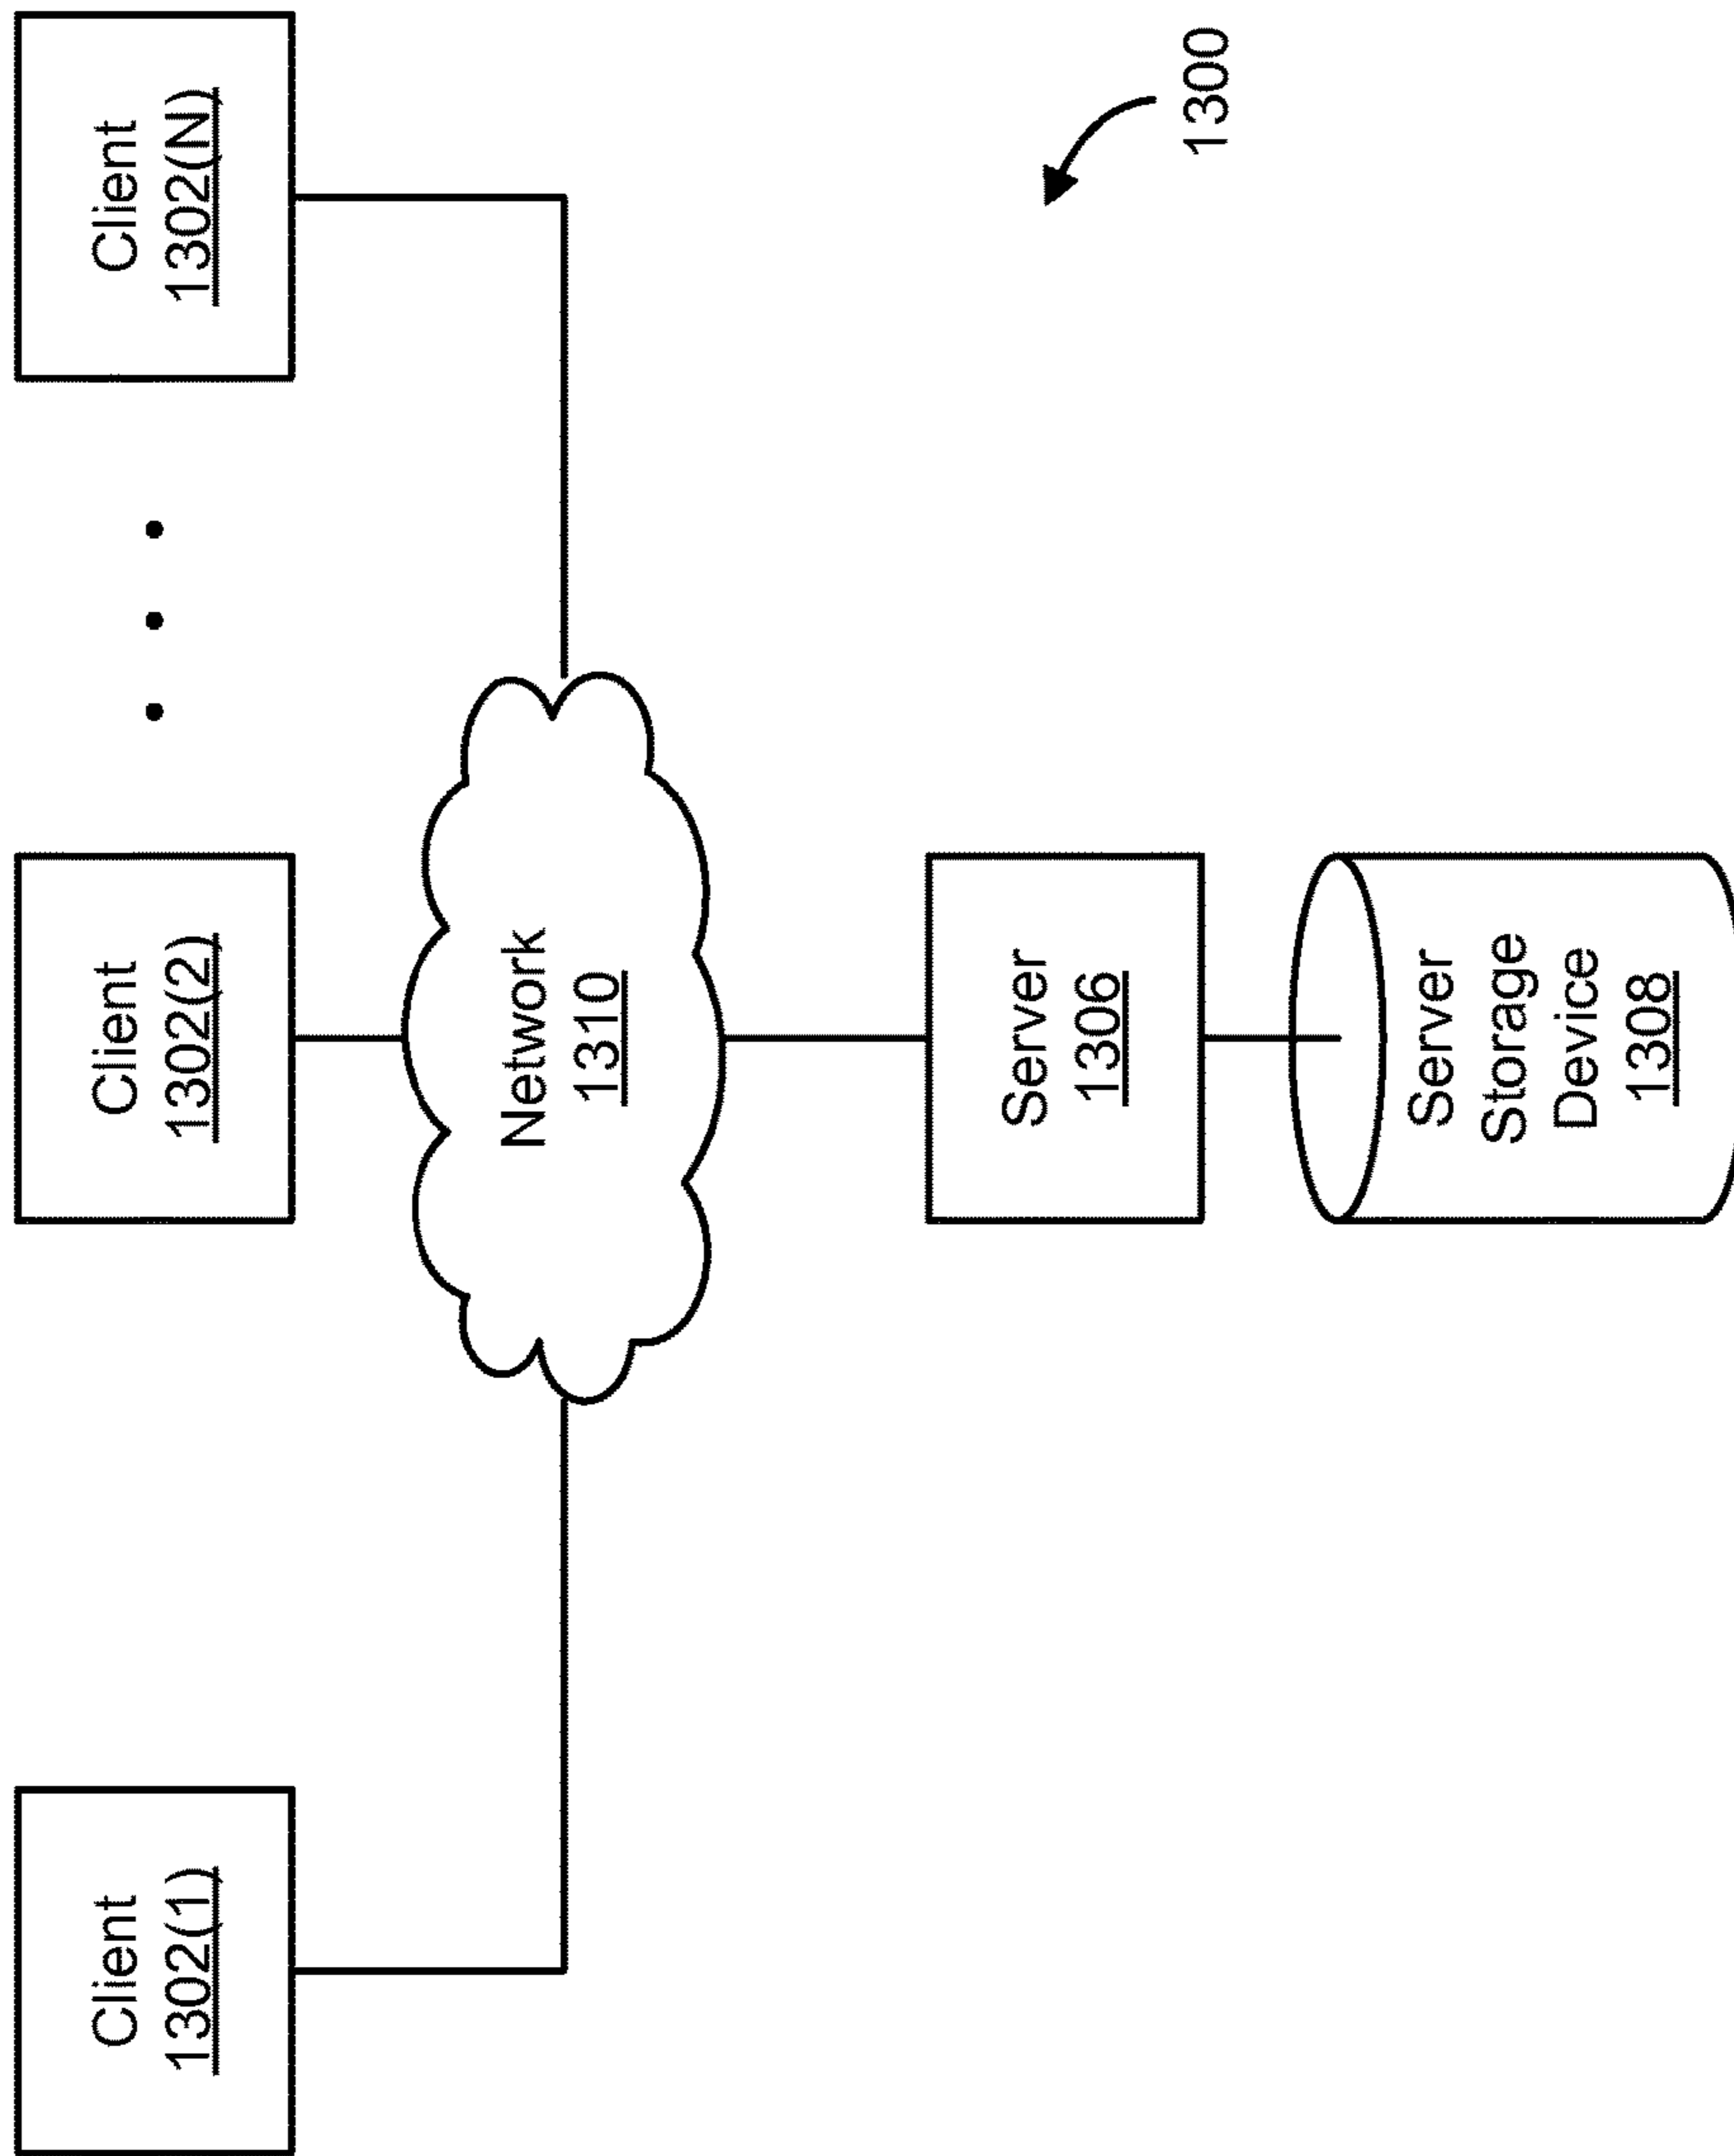 Client
1302(1)
Client
1302(2)
Client
1302(N)
Network
1310
Server
1306
Server
Storage
Device
1308
1300